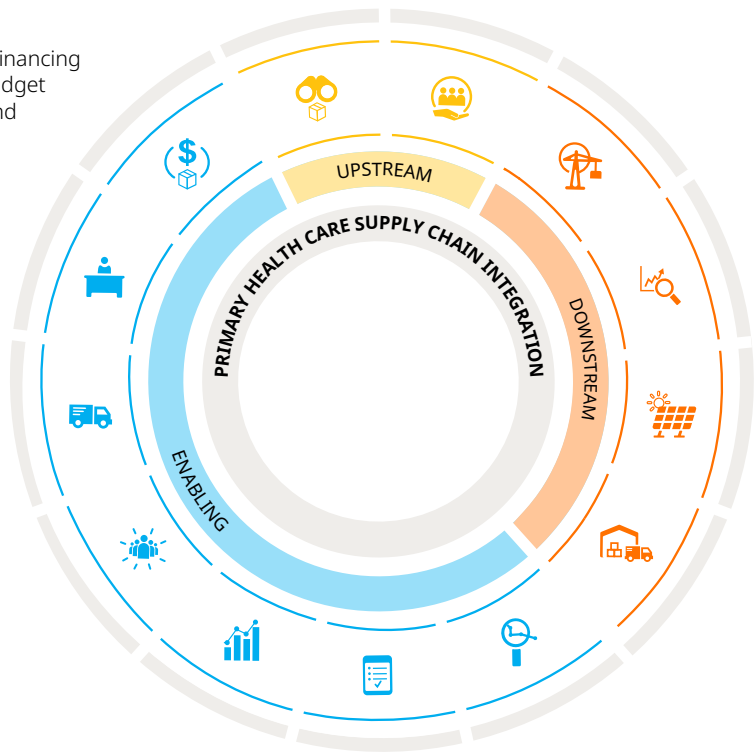 inancing
dget
nd
UPSTREAM
PRIMARY HEALTH CARE SUPPLY CHAIN INTEGRATION
DOWNSTREAM
ENABLING
$